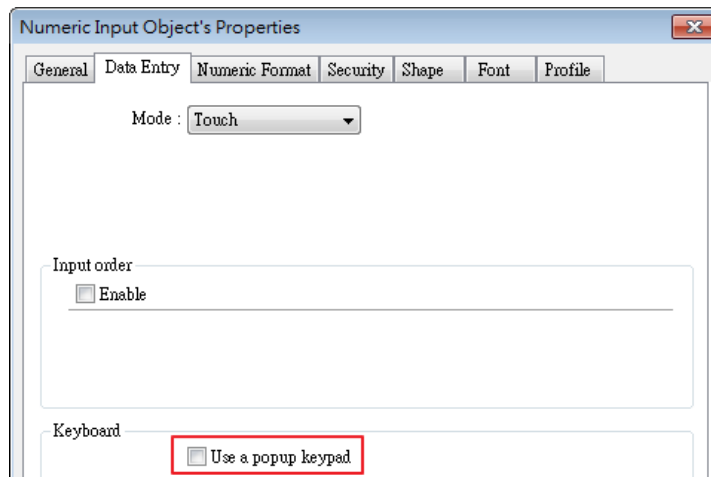 Numeric Input Object's Properties
General Data Entry Numeric Format Security Shape Font Profile
Mode : Touch
Input order
Enable
Keyboard
Use a popup keypad